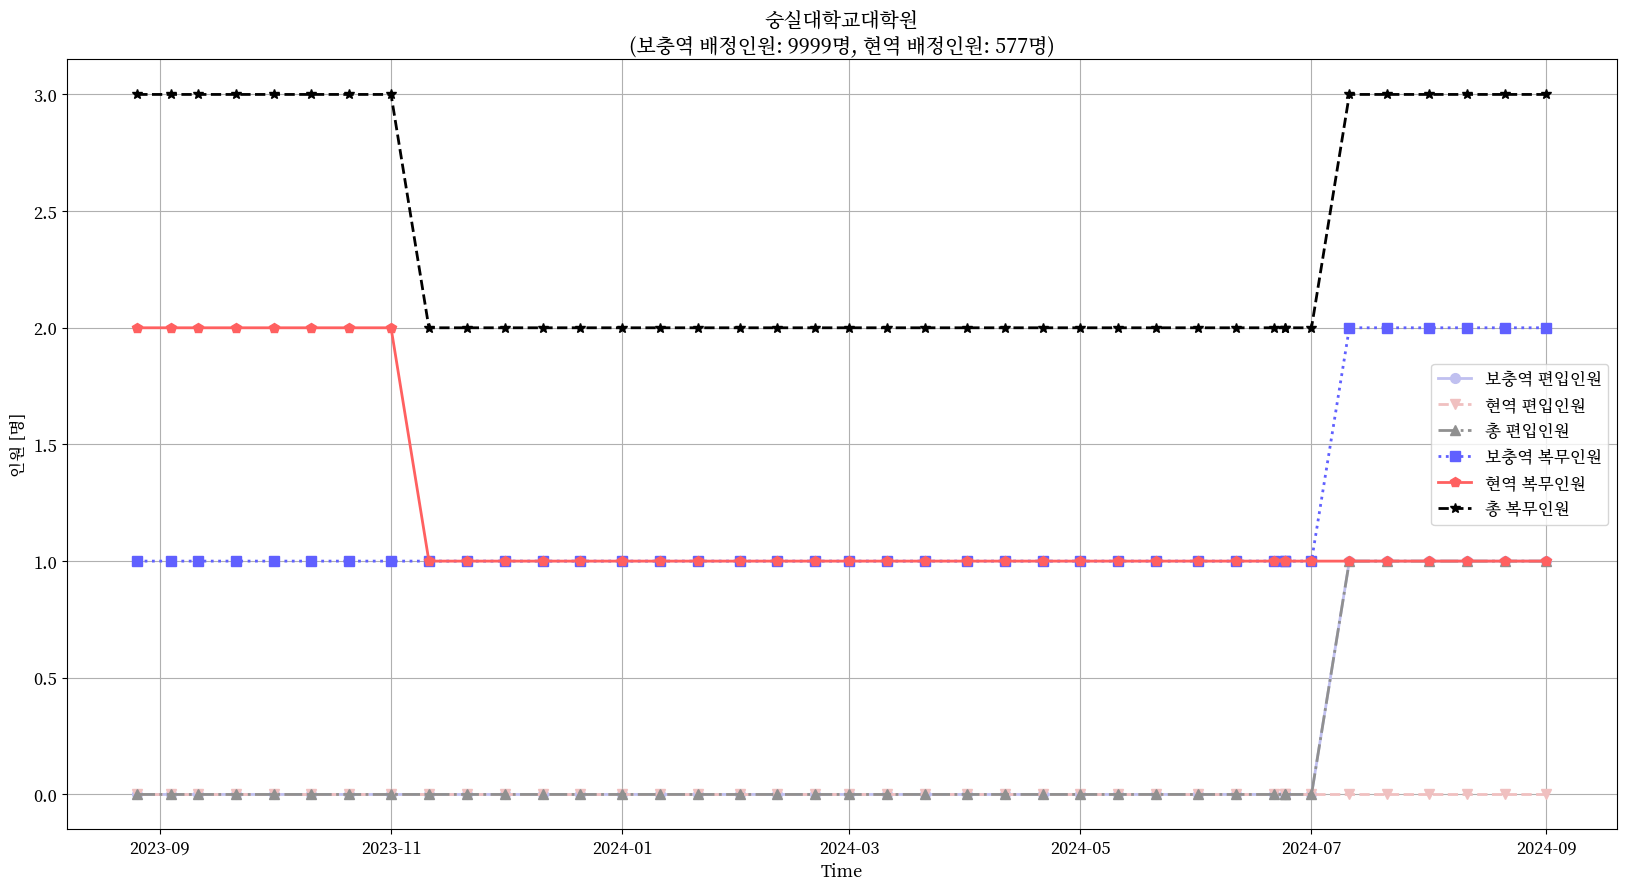 숭실대학교대학원
(보충역 배정인원: 9999명, 현역 배정인원: 577명)
3.0
2.5
2.0
1.5
1.0
0.5
0.0
인원 [명]
보충역 편입인원
현역 편입인원
총 편입인원
보충역 복무인원
현역 복무인원
총 복무인원
2023-09
2023-11
2024-01
2024-03
2024-05
2024-07
2024-09
Time